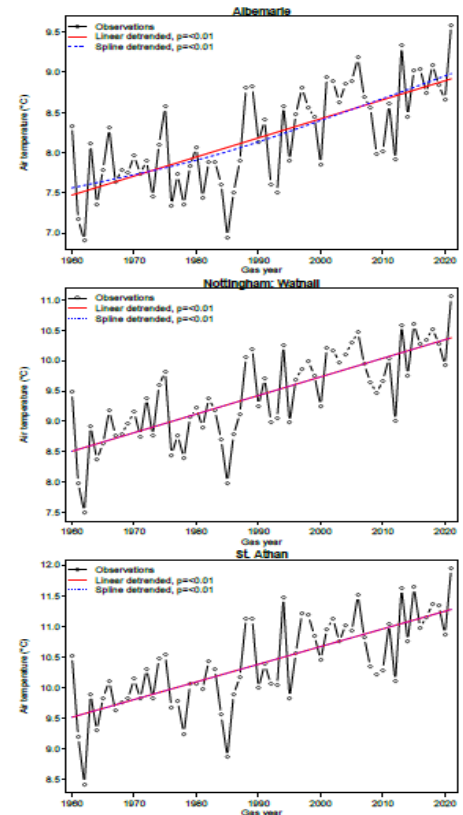 Albemarle
Observations
Linear detrended, p=<0.01
Spline detrended, p=<0.01
Air temperature (°C)
9.5
9.0
8.5
8.0
7.5
7.0
1960 1970 1980 1990 2000 2010 2020
Gas year
Nottingham: Watnall
Observations
Linear detrended, p=<0.01
Spline detrended, p=<0.01
Air temperature (°C)
11.0
10.5
10.0
9.5
9.0
8.5
8.0
7.5
1960 1970 1980 1990 2000 2010 2020
Gas year
St. Athan
Observations
Linear detrended, p=<0.01
Spline detrended, p=<0.01
Air temperature (°C)
12.0
11.5
11.0
10.5
10.0
9.5
9.0
8.5
1960 1970 1980 1990 2000 2010 2020
Gas year